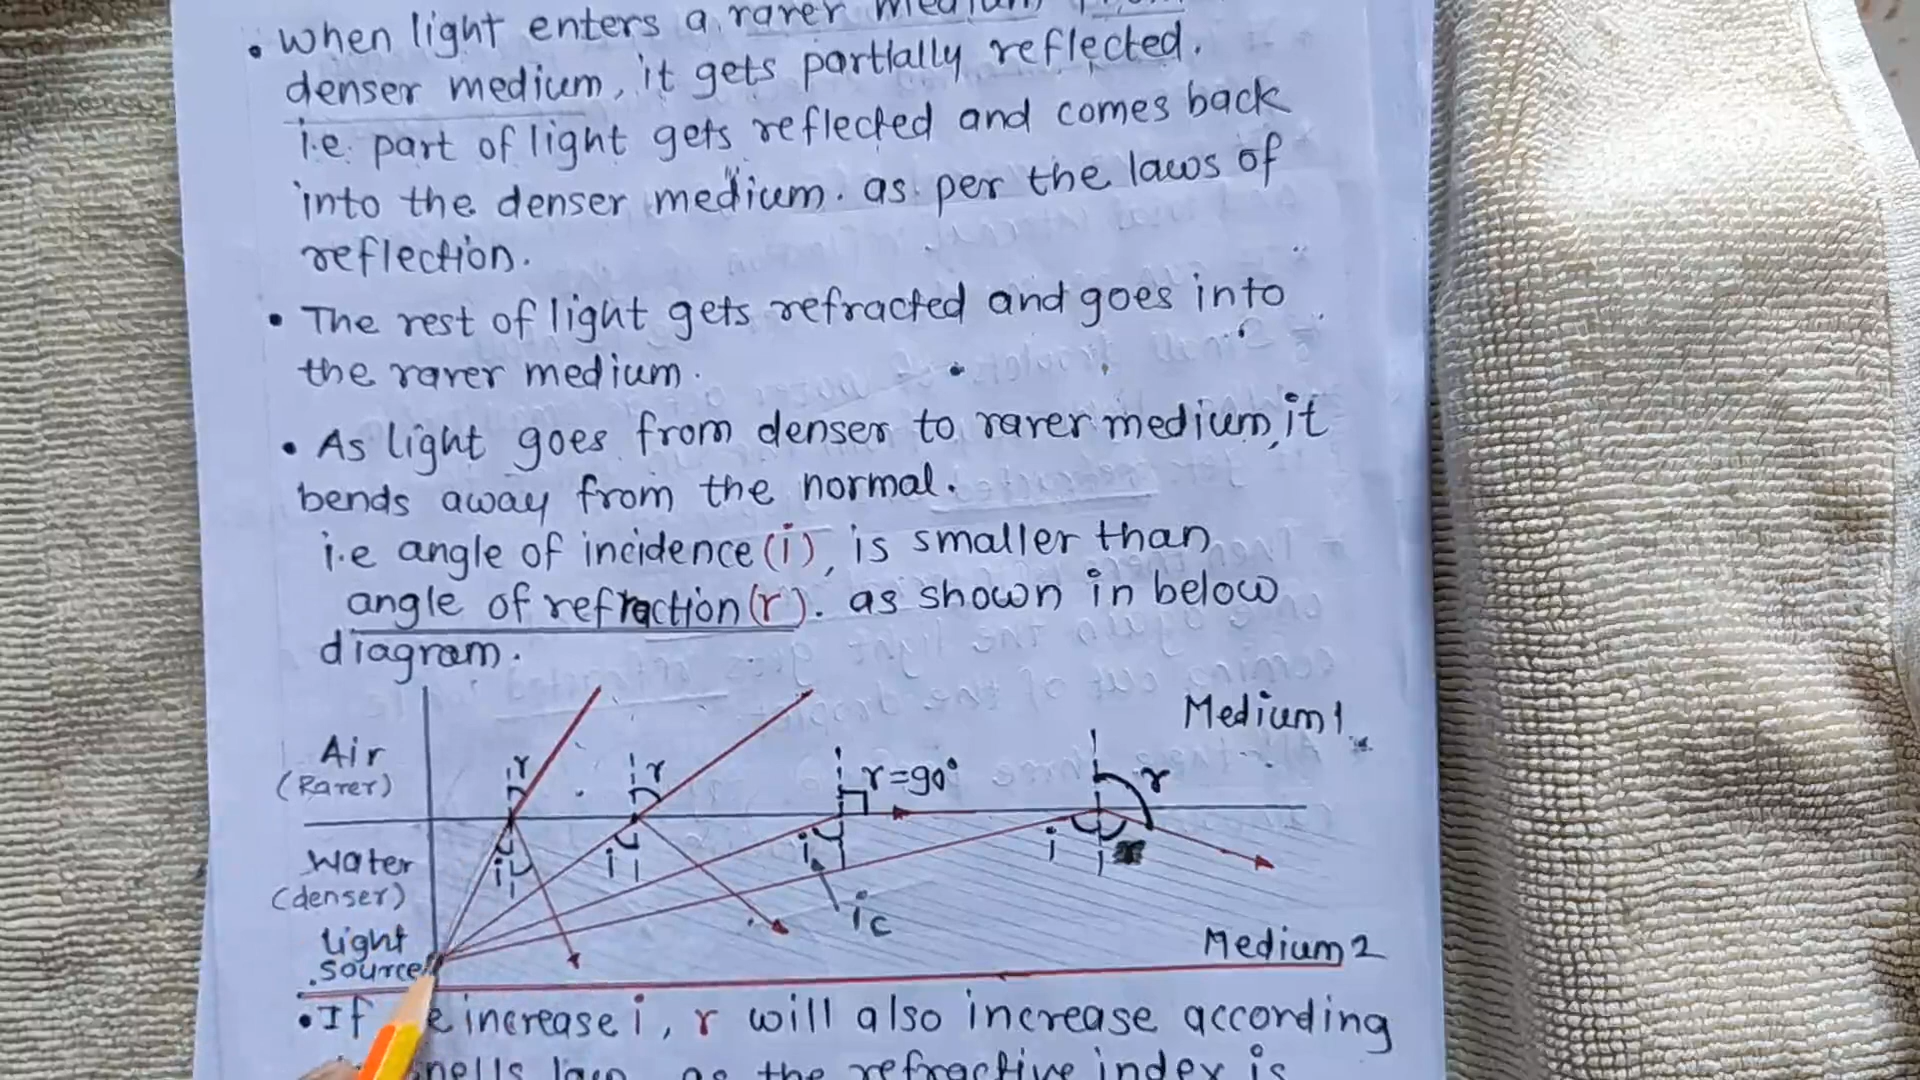 • When light enters a rarer medium from
denser medium, it gets partially reflected.
i.e. part of light gets reflected and comes back
into the denser medium. as per the laws of
reflection.
• The rest of light gets refracted and goes into
the rarer medium.
• As light goes from denser to rarer medium, it
bends away from the normal.
i.e angle of incidence (i), is smaller than
angle of refraction (r). as shown in below
diagram.
Medium 1
Air
(Rarer)
r
r
r=90°
r
Water
(denser)
i
i
i
i
ic
Light
source
Medium 2
• If increase i, r will also increase according
snells law, as the refractive index is